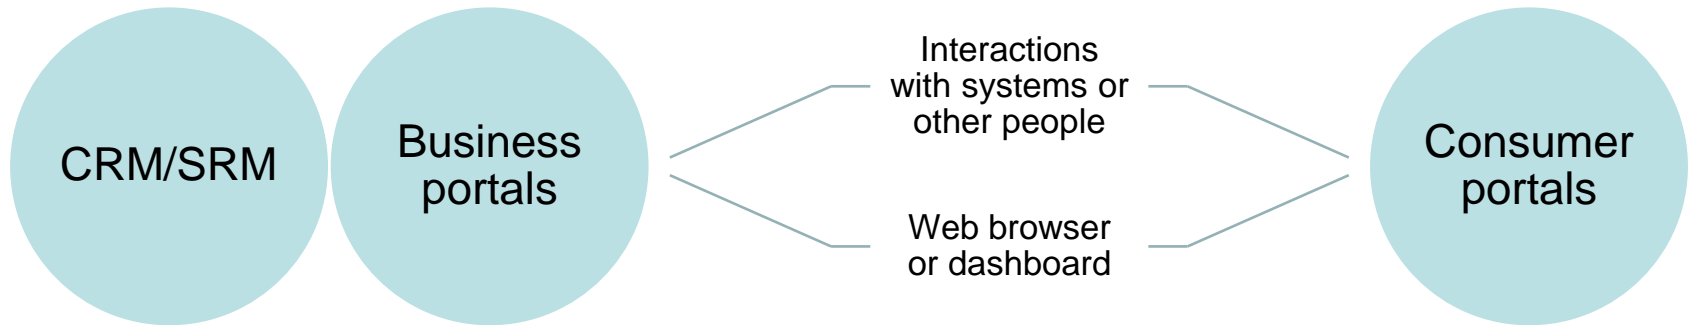 CRM/SRM
Business
portals
Interactions
with systems or
other people
Web browser
or dashboard
Consumer
portals